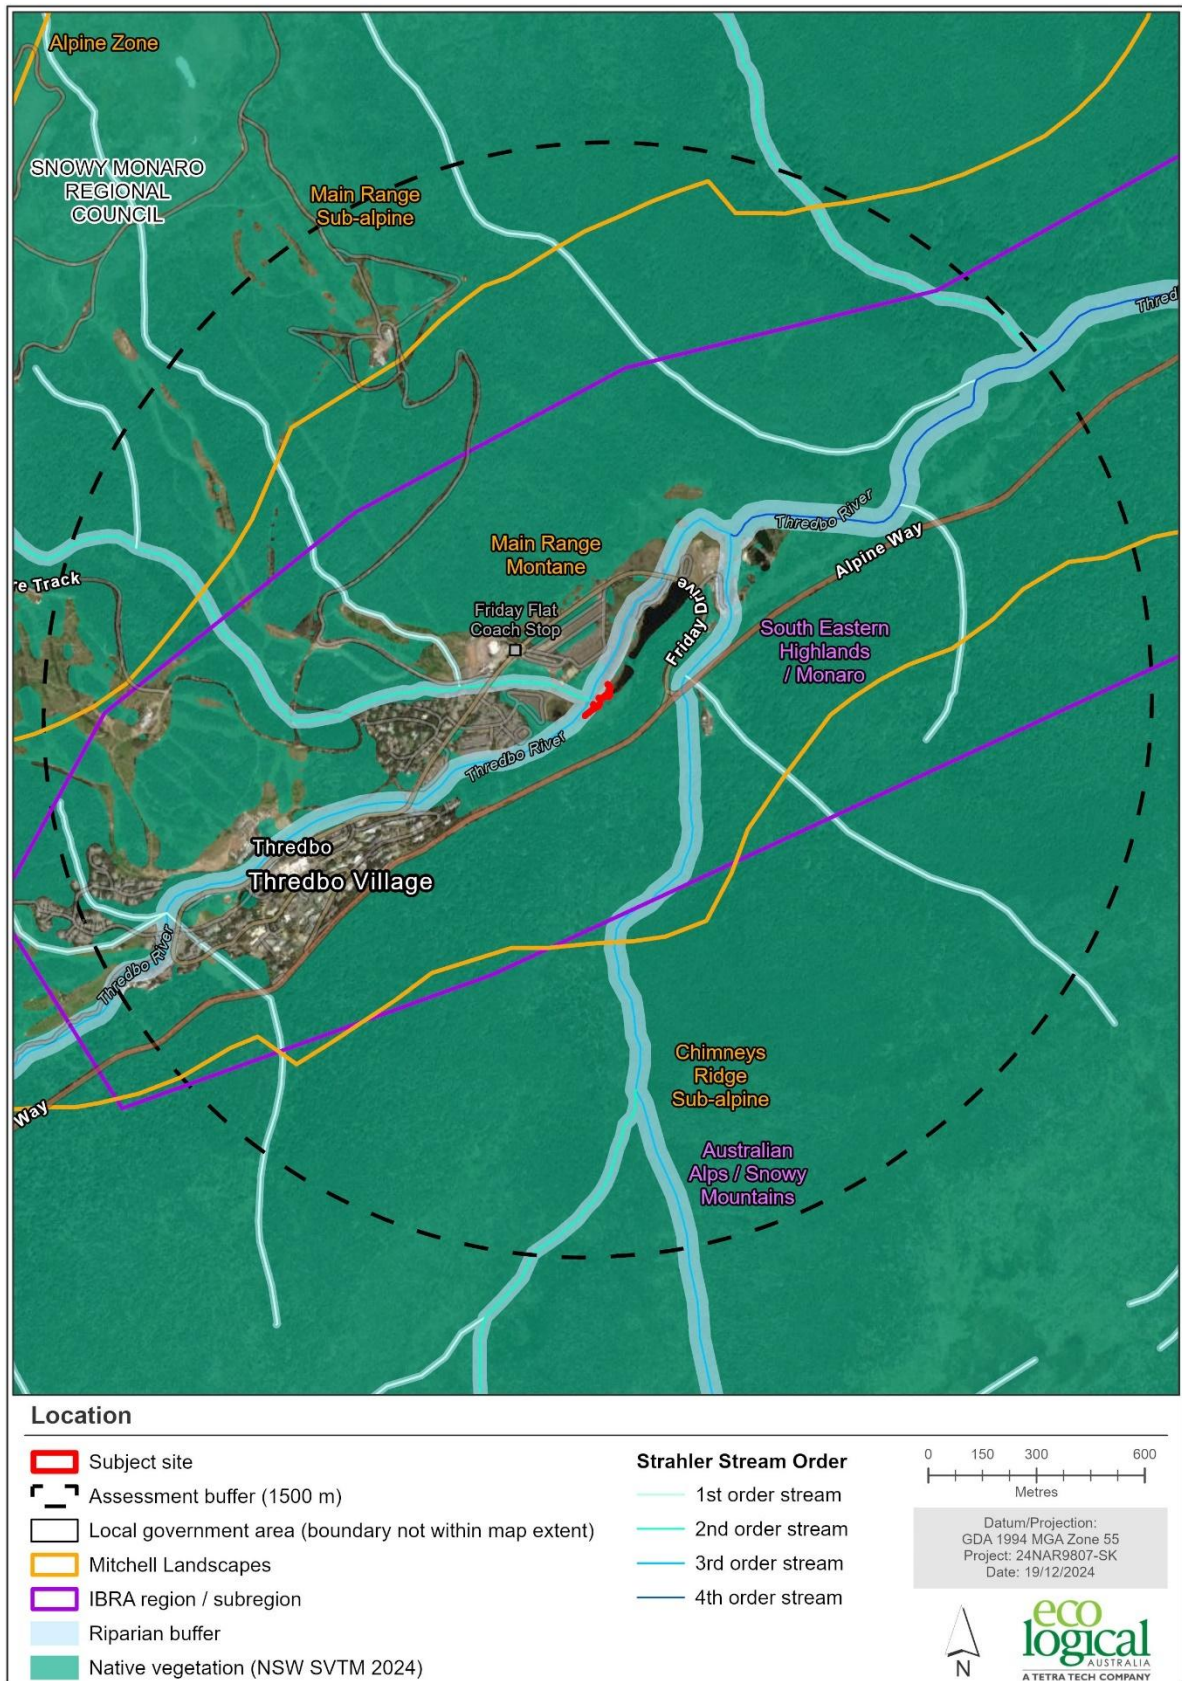 Alpine Zone
SNOWY MONARO
REGIONAL
COUNCIL
Main Range
Sub-alpine
Thred
Thredbo River
Alpine Way
Main Range
Montane
re Track
Friday Flat
Coach Stop
Friday Drive
South Eastern
Highlands
/ Monaro
Thredbo River
Thredbo
Thredbo Village
Thredbo River
Way
Chimneys
Ridge
Sub-alpine
Australian
Alps / Snowy
Mountains
Location
Subject site
Assessment buffer (1500 m)
Local government area (boundary not within map extent)
Mitchell Landscapes
IBRA region / subregion
Riparian buffer
Native vegetation (NSW SVTM 2024)
Strahler Stream Order
1st order stream
2nd order stream
3rd order stream
4th order stream
0 150 300 600
Metres
Datum/Projection:
GDA 1994 MGA Zone 55
Project: 24NAR9807-SK
Date: 19/12/2024
N
eco
logical
AUSTRALIA
A TETRA TECH COMPANY